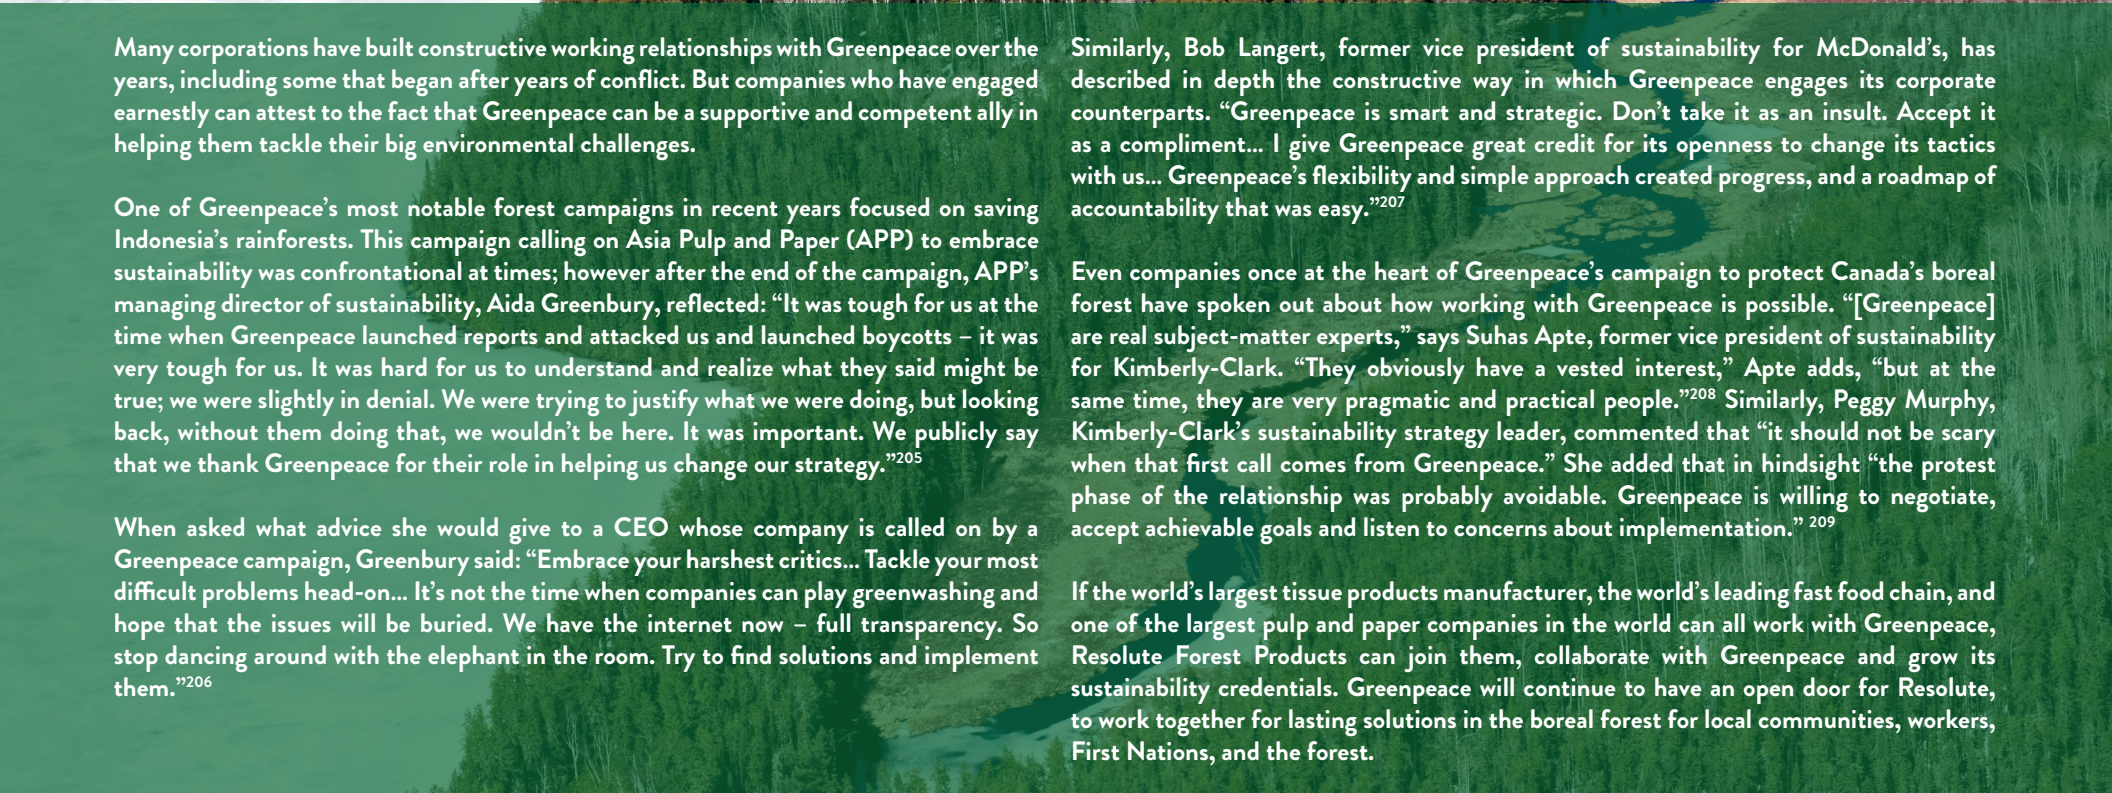 Many corporations have built constructive working relationships with Greenpeace over the
years, including some that began after years of conflict. But companies who have engaged
earnestly can attest to the fact that Greenpeace can be a supportive and competent ally in
helping them tackle their big environmental challenges.
One of Greenpeace’s most notable forest campaigns in recent years focused on saving
Indonesia’s rainforests. This campaign calling on Asia Pulp and Paper (APP) to embrace
sustainability was confrontational at times; however after the end of the campaign, APP’s
managing director of sustainability, Aida Greenbury, reflected: “It was tough for us at the
time when Greenpeace launched reports and attacked us and launched boycotts – it was
very tough for us. It was hard for us to understand and realize what they said might be
true; we were slightly in denial. We were trying to justify what we were doing, but looking
back, without them doing that, we wouldn’t be here. It was important. We publicly say
that we thank Greenpeace for their role in helping us change our strategy.”205
When asked what advice she would give to a CEO whose company is called on by a
Greenpeace campaign, Greenbury said: “Embrace your harshest critics... Tackle your most
difficult problems head-on... It’s not the time when companies can play greenwashing and
hope that the issues will be buried. We have the internet now – full transparency. So
stop dancing around with the elephant in the room. Try to find solutions and implement
them.”206
Similarly, Bob Langert, former vice president of sustainability for McDonald’s, has
described in depth the constructive way in which Greenpeace engages its corporate
counterparts. “Greenpeace is smart and strategic. Don’t take it as an insult. Accept it
as a compliment... I give Greenpeace great credit for its openness to change its tactics
with us... Greenpeace’s flexibility and simple approach created progress, and a roadmap of
accountability that was easy.”207
Even companies once at the heart of Greenpeace’s campaign to protect Canada’s boreal
forest have spoken out about how working with Greenpeace is possible. “[Greenpeace]
are real subject-matter experts,” says Suhas Apte, former vice president of sustainability
for Kimberly-Clark. “They obviously have a vested interest,” Apte adds, “but at the
same time, they are very pragmatic and practical people.”208 Similarly, Peggy Murphy,
Kimberly-Clark’s sustainability strategy leader, commented that “it should not be scary
when that first call comes from Greenpeace.” She added that in hindsight “the protest
phase of the relationship was probably avoidable. Greenpeace is willing to negotiate,
accept achievable goals and listen to concerns about implementation.” 209
If the world’s largest tissue products manufacturer, the world’s leading fast food chain, and
one of the largest pulp and paper companies in the world can all work with Greenpeace,
Resolute Forest Products can join them, collaborate with Greenpeace and grow its
sustainability credentials. Greenpeace will continue to have an open door for Resolute,
to work together for lasting solutions in the boreal forest for local communities, workers,
First Nations, and the forest.